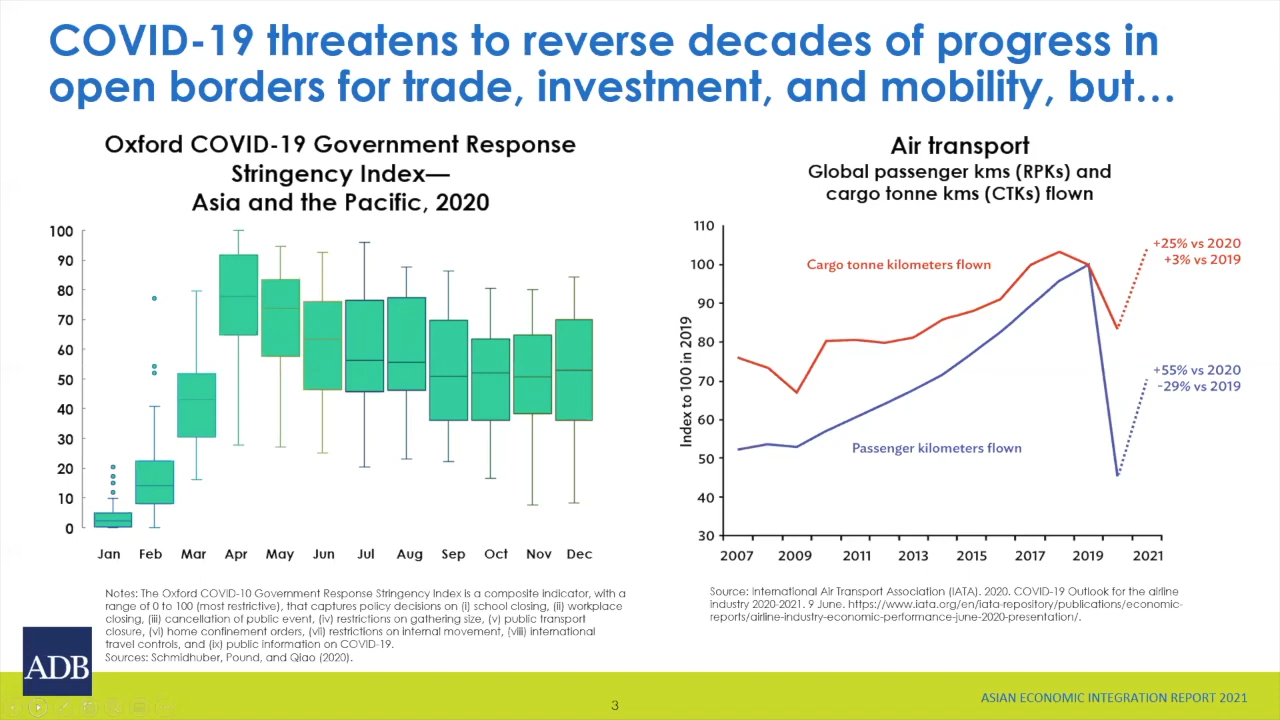 COVID-19 threatens to reverse decades of progress in
open borders for trade, investment, and mobility, but...
Oxford COVID-19 Government Response
Stringency Index—
Asia and the Pacific, 2020
100
90
80
70
60
50
40
30
20
10
0
Jan Feb Mar Apr May Jun Jul Aug Sep Oct Nov Dec
Notes: The Oxford COVID-10 Government Response Stringency Index is a composite indicator, with a
range of 0 to 100 (most restrictive), that captures policy decisions on (i) school closing, (ii) workplace
closing, (iii) cancellation of public event, (iv) restrictions on gathering size, (v) public transport
closure, (vi) home confinement orders, (vii) restrictions on internal movement, (viii) international
travel controls, and (ix) public information on COVID-19.
Sources: Schmidhuber, Pound, and Qiao (2020).
Air transport
Global passenger kms (RPKs) and
cargo tonne kms (CTKs) flown
Index to 100 in 2019
110
100
90
80
70
60
50
40
30
Cargo tonne kilometers flown
+25% vs 2020
+3% vs 2019
+55% vs 2020
-29% vs 2019
Passenger kilometers flown
2007 2009 2011 2013 2015 2017 2019 2021
Source: International Air Transport Association (IATA). 2020. COVID-19 Outlook for the airline
industry 2020-2021. 9 June. https://www.iata.org/en/iata-repository/publications/economic-
reports/airline-industry-economic-performance-june-2020-presentation/.
ADB
3
ASIAN ECONOMIC INTEGRATION REPORT 2021